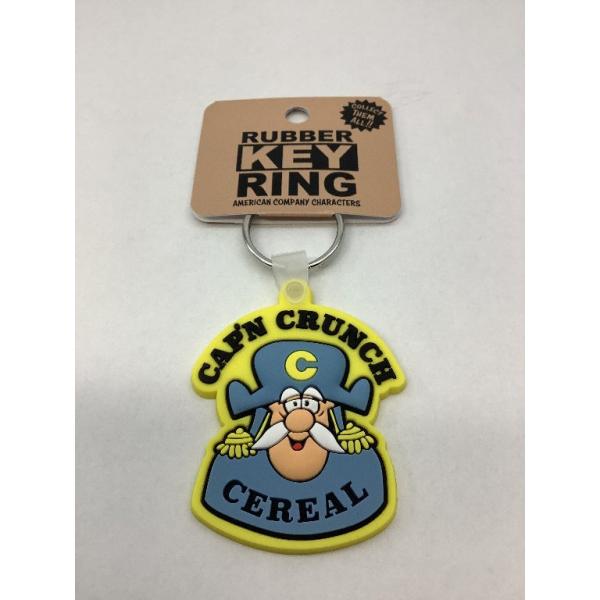 COLLECT
THEM
ALL!!
RUBBER
KEY
RING
AMERICAN COMPANY CHARACTERS
CAP'N CRUNCH
C
CEREAL